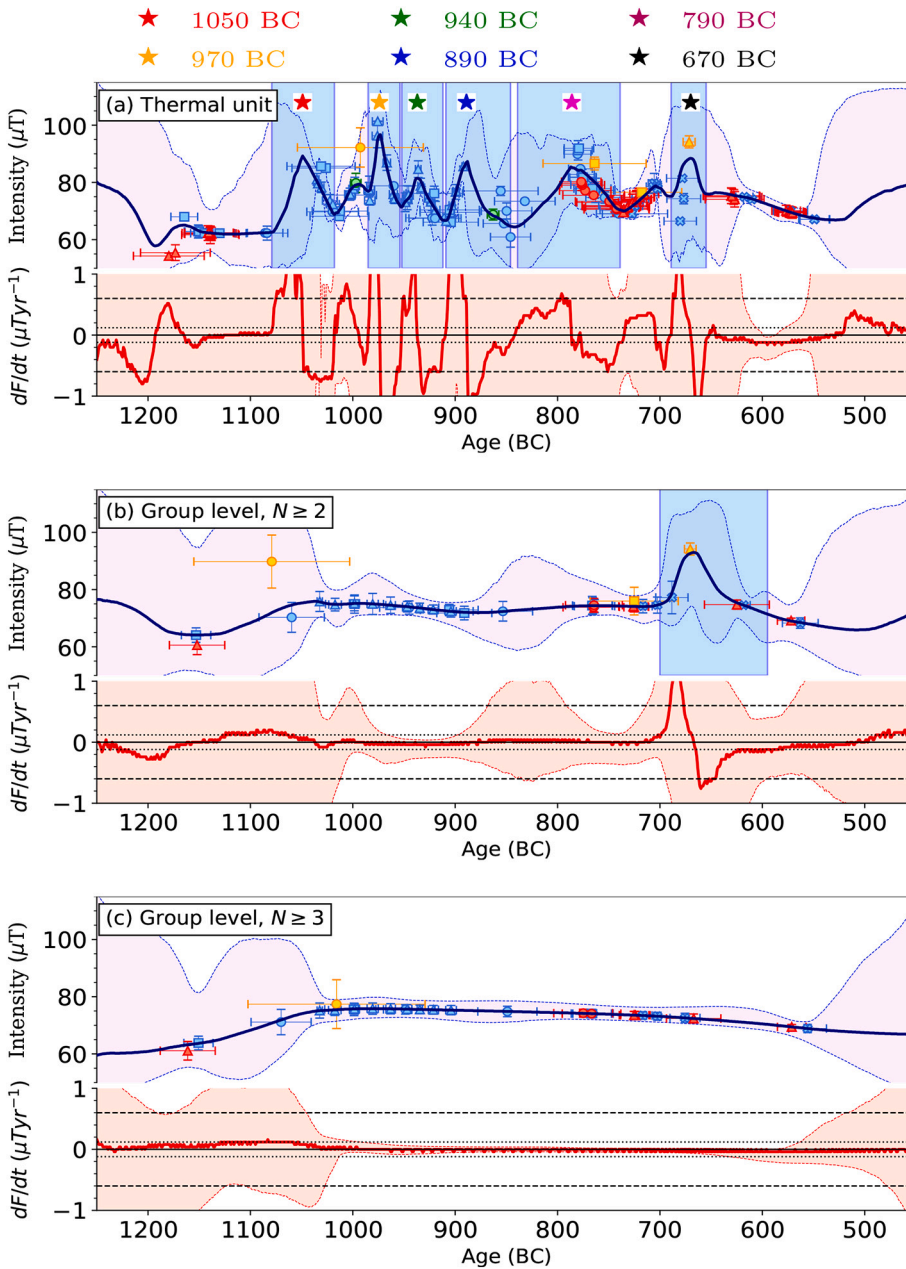 ★ 1050 BC ★ 940 BC ★ 790 BC
★ 970 BC ★ 890 BC ★ 670 BC
(a) Thermal unit
Intensity (μT)
100
80
60
dF/dt (μTyr⁻¹)
1
0
−1
1200 1100 1000 900 800 700 600 500
Age (BC)
(b) Group level, N ≥ 2
Intensity (μT)
100
80
60
dF/dt (μTyr⁻¹)
1
0
−1
1200 1100 1000 900 800 700 600 500
Age (BC)
(c) Group level, N ≥ 3
Intensity (μT)
100
80
60
dF/dt (μTyr⁻¹)
1
0
−1
1200 1100 1000 900 800 700 600 500
Age (BC)